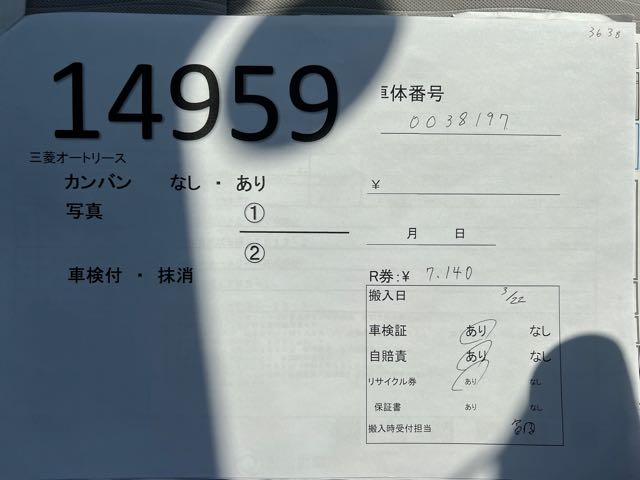 3638
14959
車体番号
0038197
三菱オートリース
カンバン なし ・ あり
¥
写真 ①
②
月 日
車検付 ・ 抹消
R券:¥ 7.140
搬入日 3/22
車検証 あり なし
自賠責 あり なし
リサイクル券 あり なし
保証書 あり なし
搬入時受付担当